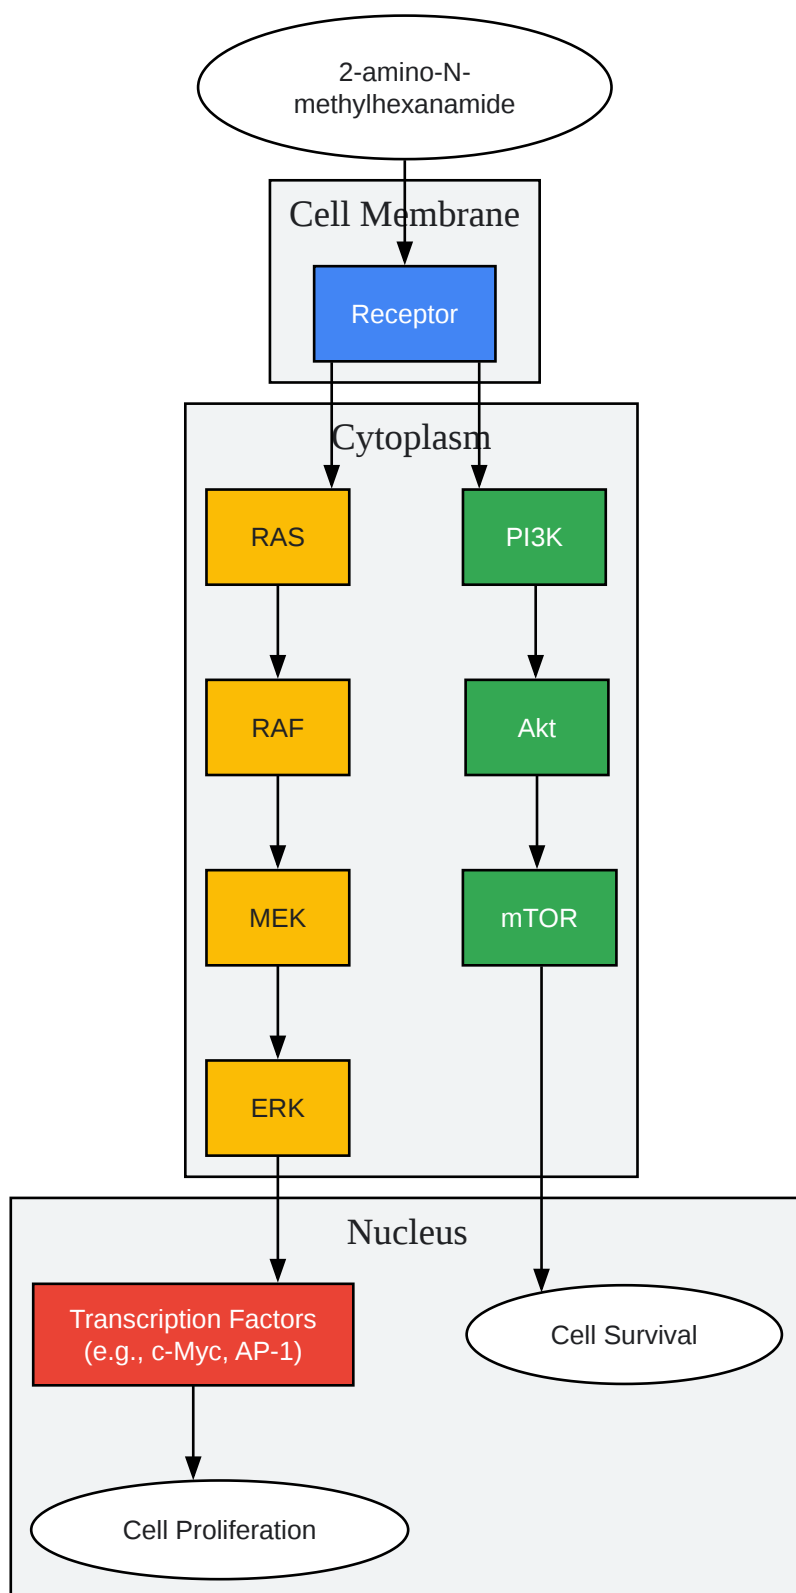 2-amino-N-
methylhexanamide
Cell Membrane
Receptor
Cytoplasm
RAS
PI3K
RAF
Akt
MEK
mTOR
ERK
Nucleus
Transcription Factors
(e.g., c-Myc, AP-1)
Cell Survival
Cell Proliferation